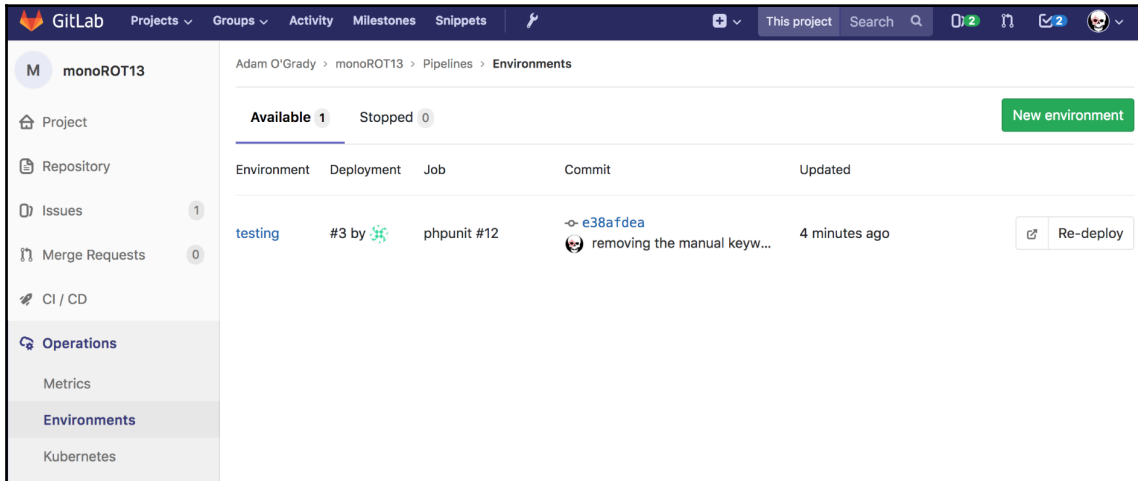 GitLab Projects Groups Activity Milestones Snippets This project Search 2 2
M monoROT13
Adam O'Grady > monoROT13 > Pipelines > Environments
Project
Repository
Issues 1
Merge Requests 0
CI / CD
Operations
Metrics
Environments
Kubernetes
Available 1 Stopped 0
New environment
Environment Deployment Job Commit Updated
testing #3 by phpunit #12 e38afdea
removing the manual keyw... 4 minutes ago Re-deploy